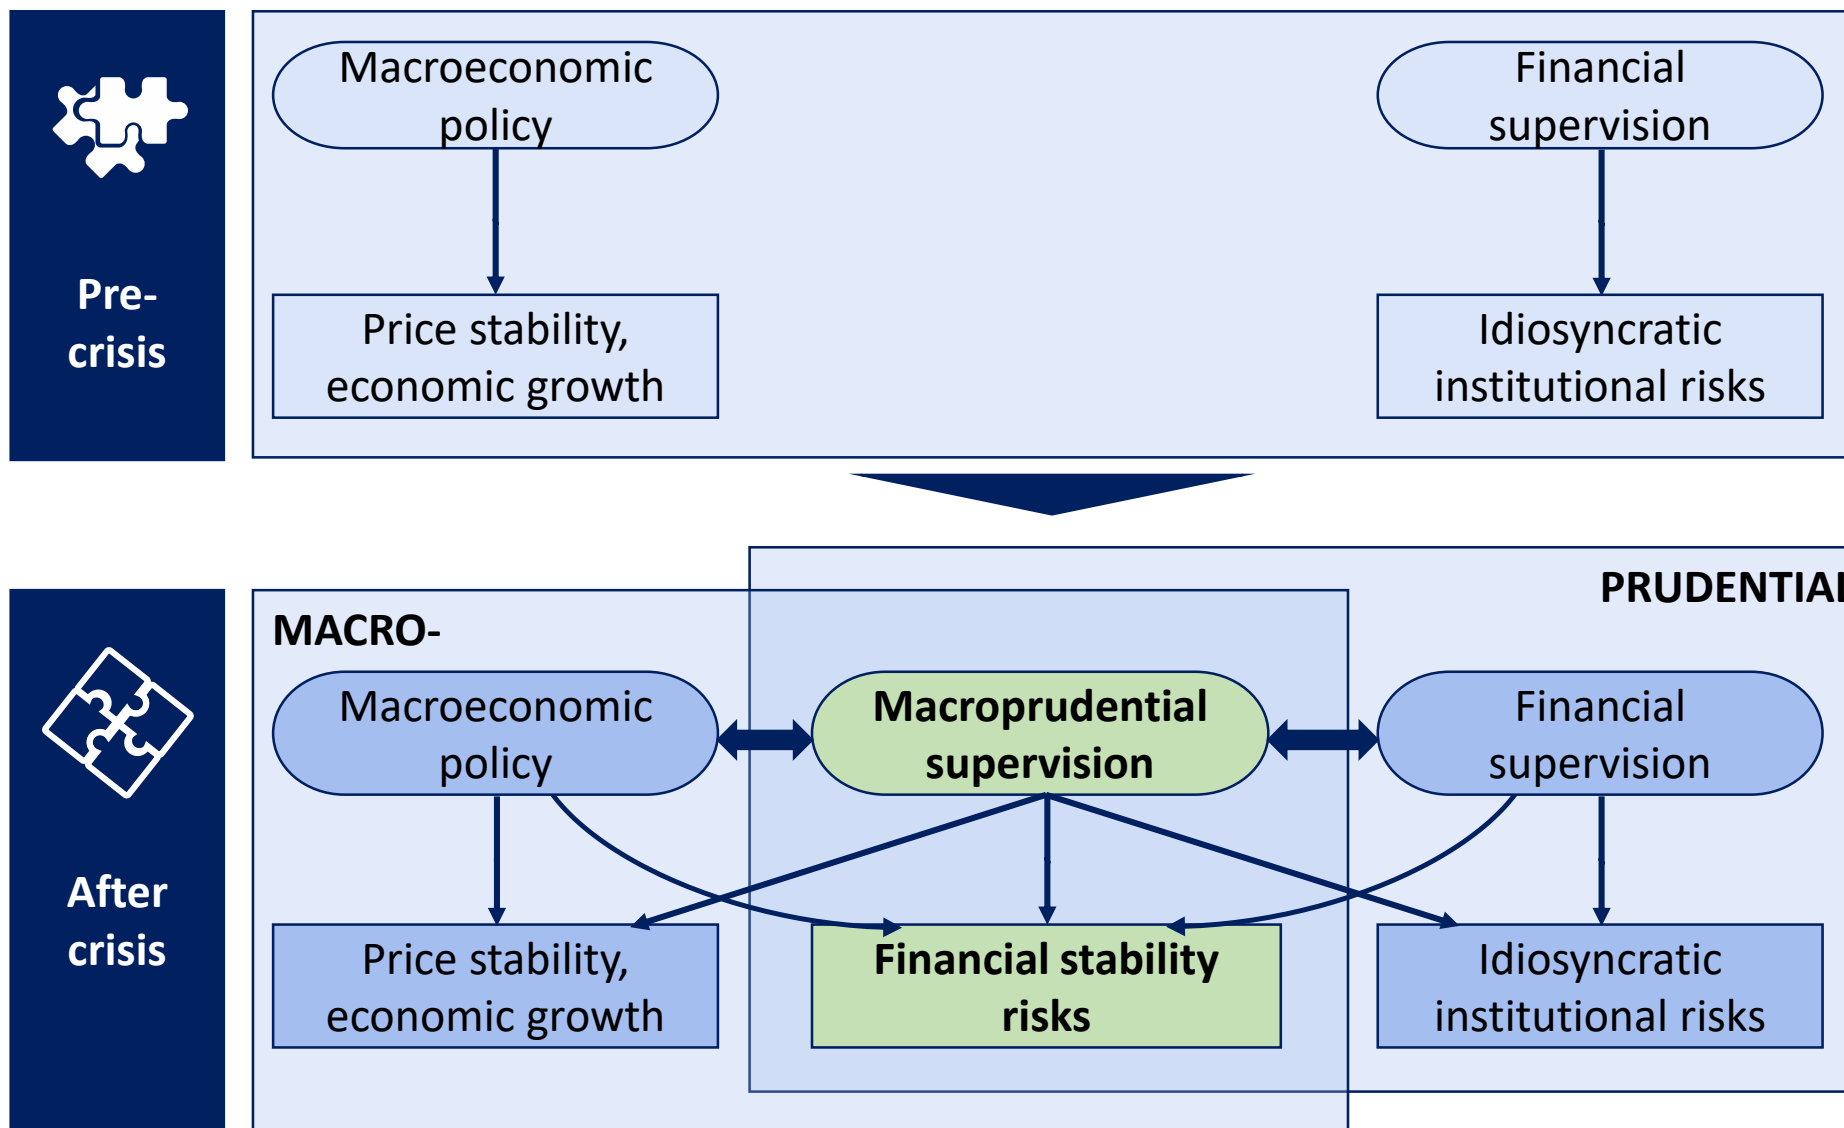 Pre-
crisis
Macroeconomic
policy
Financial
supervision
Price stability,
economic growth
Idiosyncratic
institutional risks
After
crisis
PRUDENTIAL
MACRO-
Macroeconomic
policy
Macroprudential
supervision
Financial
supervision
Price stability,
economic growth
Financial stability
risks
Idiosyncratic
institutional risks